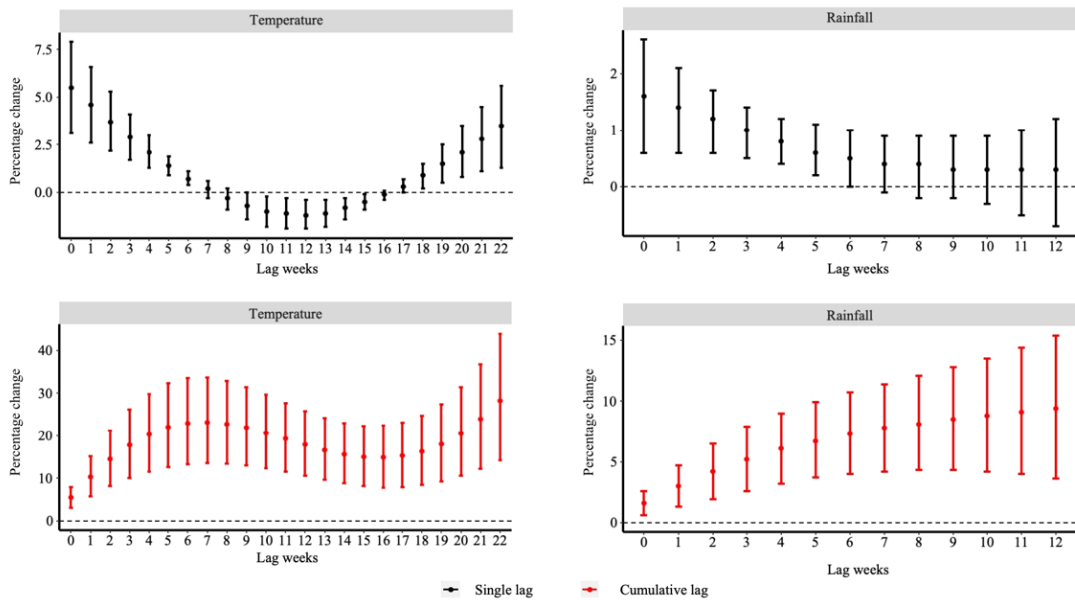 Temperature
Percentage change
7.5
5.0
2.5
0.0
0 1 2 3 4 5 6 7 8 9 10 11 12 13 14 15 16 17 18 19 20 21 22
Lag weeks
Rainfall
Percentage change
2
1
0
0 1 2 3 4 5 6 7 8 9 10 11 12
Lag weeks
Temperature
Percentage change
40
30
20
10
0
0 1 2 3 4 5 6 7 8 9 10 11 12 13 14 15 16 17 18 19 20 21 22
Lag weeks
Rainfall
Percentage change
15
10
5
0
0 1 2 3 4 5 6 7 8 9 10 11 12
Lag weeks
Single lag
Cumulative lag